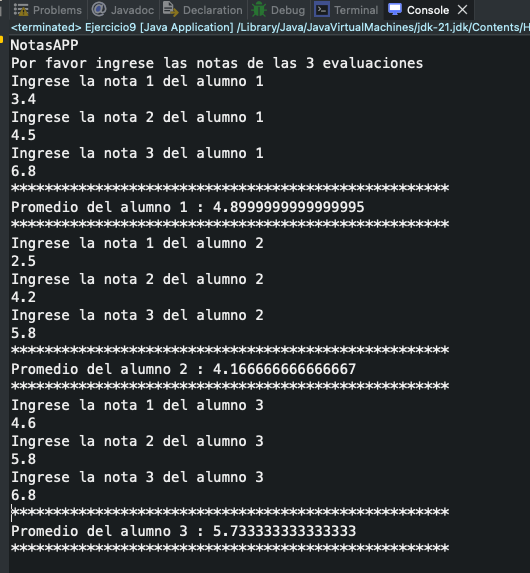 Problems Javadoc Declaration Search Debug Terminal Console
<terminated> Ejercicio9 [Java Application] /Library/Java/JavaVirtualMachines/jdk-21.jdk/Contents/H
NotasAPP
Por favor ingrese las notas de las 3 evaluaciones
Ingrese la nota 1 del alumno 1
3.4
Ingrese la nota 2 del alumno 1
4.5
Ingrese la nota 3 del alumno 1
6.8
***************************************************
Promedio del alumno 1 : 4.8999999999999995
***************************************************
Ingrese la nota 1 del alumno 2
2.5
Ingrese la nota 2 del alumno 2
4.2
Ingrese la nota 3 del alumno 2
5.8
***************************************************
Promedio del alumno 2 : 4.166666666666667
***************************************************
Ingrese la nota 1 del alumno 3
4.6
Ingrese la nota 2 del alumno 3
5.8
Ingrese la nota 3 del alumno 3
6.8
***************************************************
Promedio del alumno 3 : 5.733333333333333
***************************************************